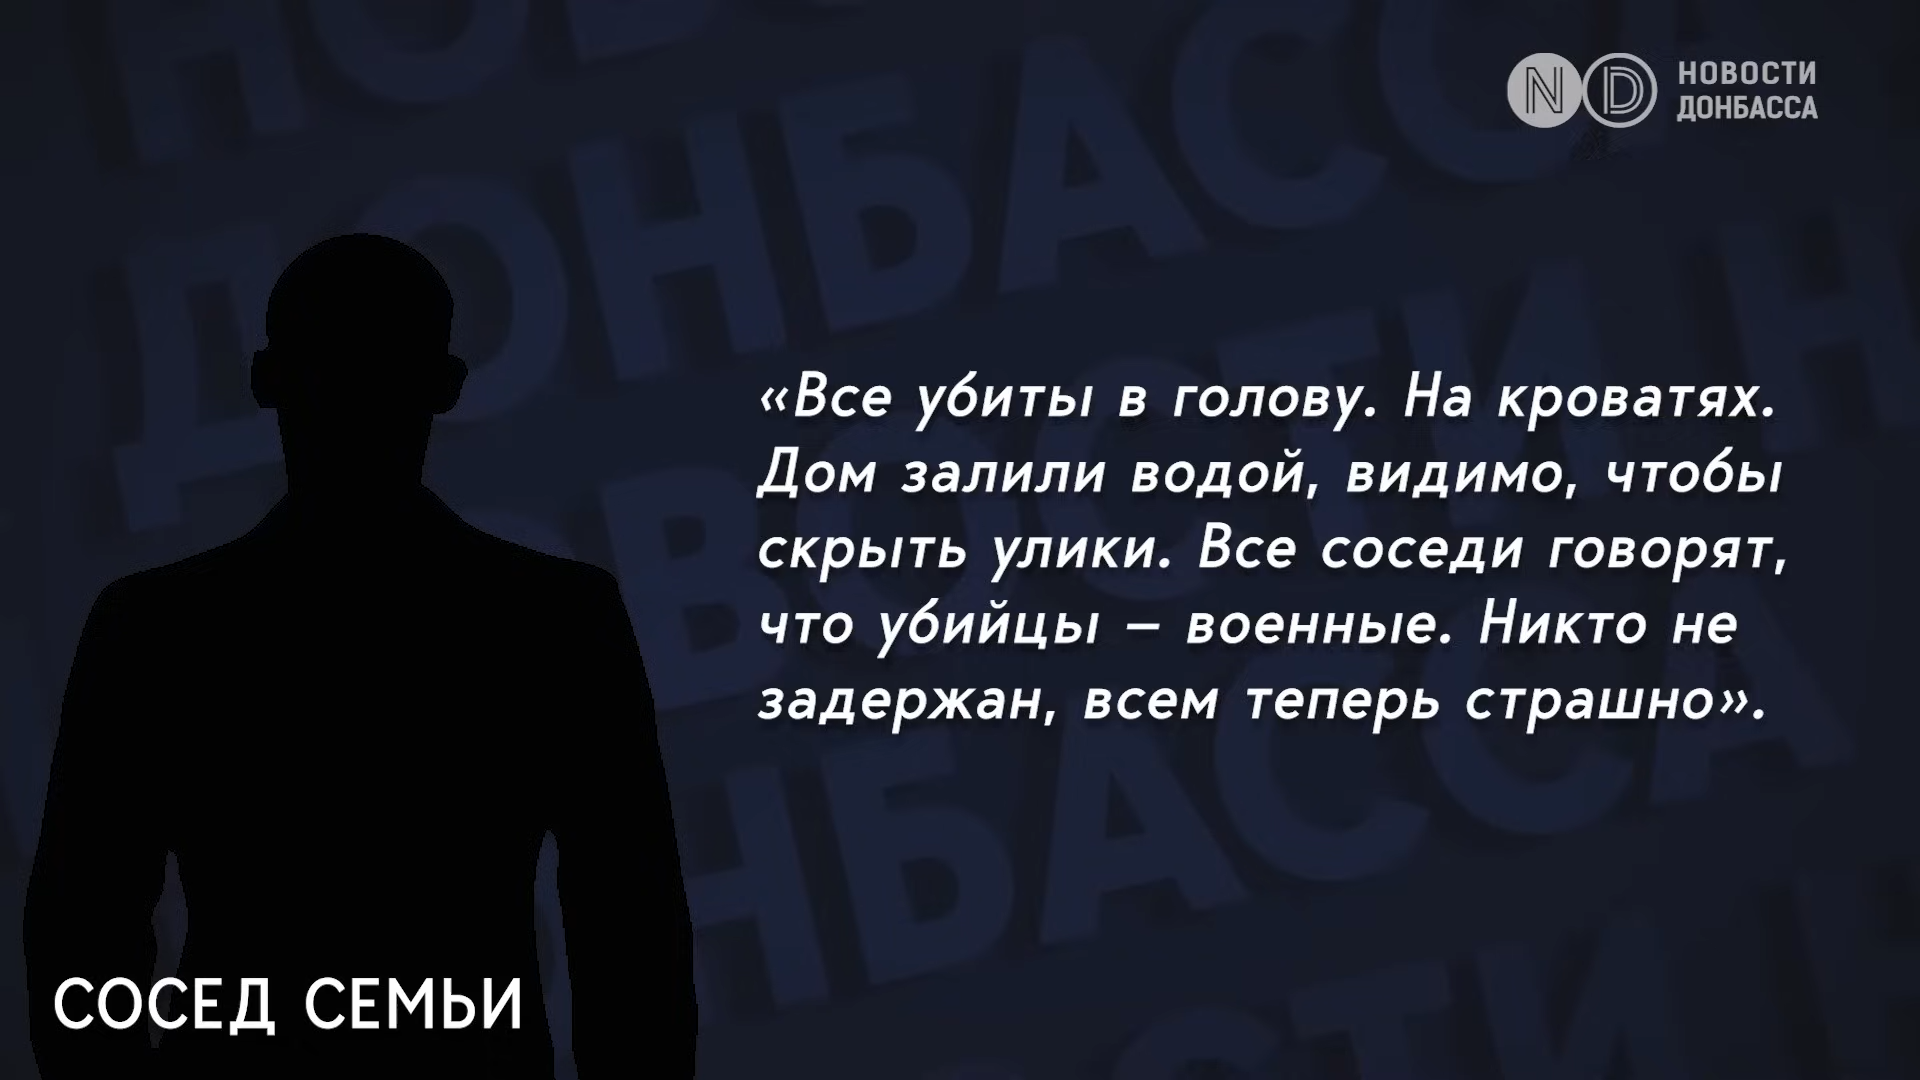 ND НОВОСТИ
ДОНБАССА
«Все убиты в голову. На кроватях.
Дом залили водой, видимо, чтобы
скрыть улики. Все соседи говорят,
что убийцы – военные. Никто не
задержан, всем теперь страшно».
СОСЕД СЕМЬИ